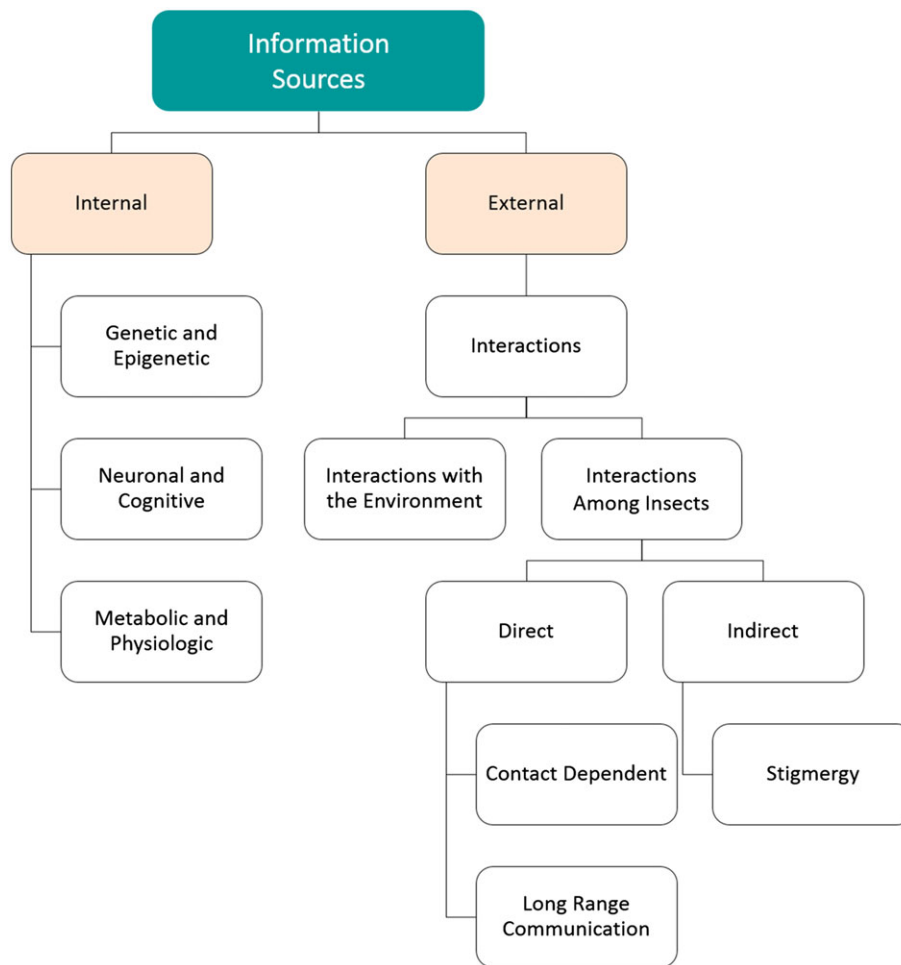 Information
Sources
Internal
External
Genetic and
Epigenetic
Interactions
Neuronal and
Cognitive
Interactions with
the Environment
Interactions
Among Insects
Metabolic and
Physiologic
Direct
Indirect
Contact Dependent
Stigmergy
Long Range
Communication